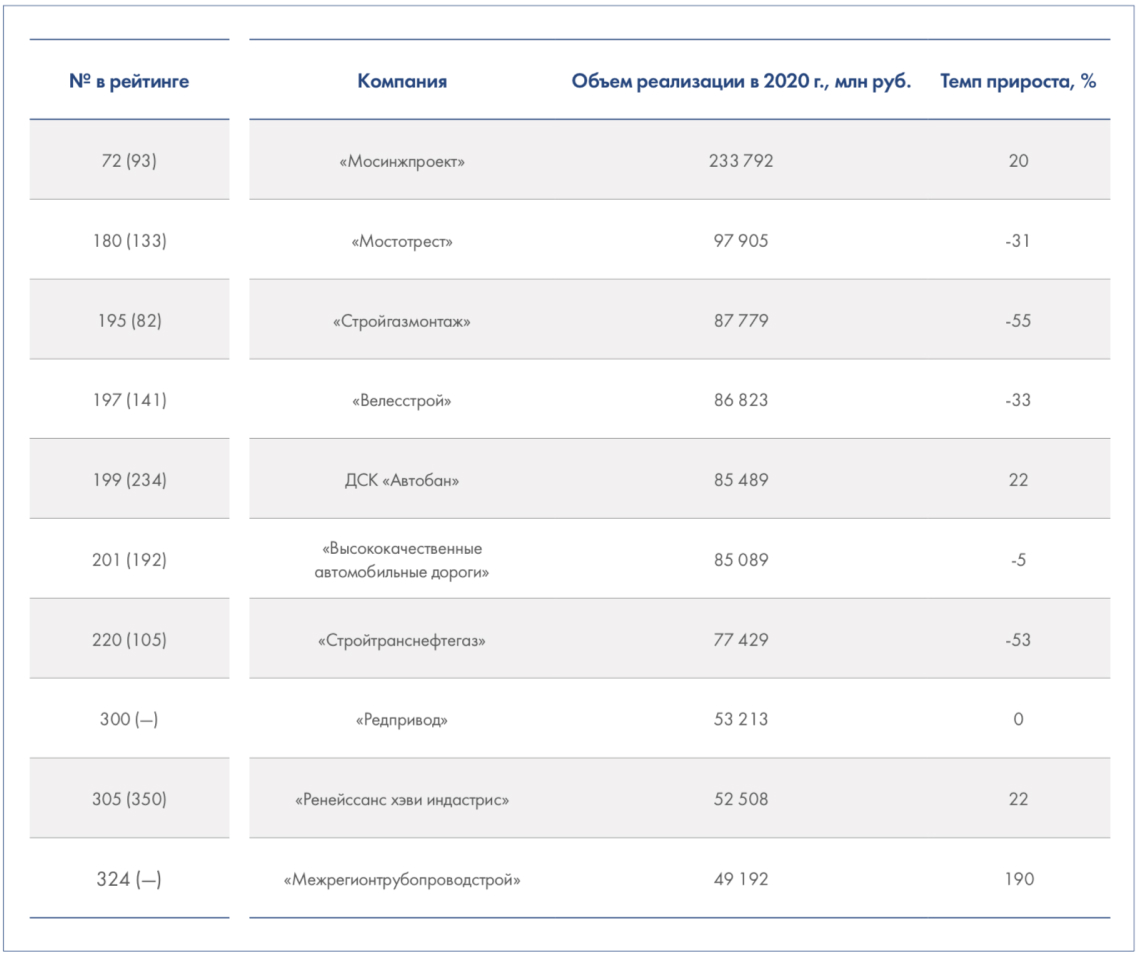 № в рейтинге Компания Объем реализации в 2020 г., млн руб. Темп прироста, %
72 (93) «Мосинжпроект» 233 792 20
180 (133) «Мостотрест» 97 905 -31
195 (82) «Стройгазмонтаж» 87 779 -55
197 (141) «Велесстрой» 86 823 -33
199 (234) ДСК «Автобан» 85 489 22
201 (192) «Высококачественные
автомобильные дороги» 85 089 -5
220 (105) «Стройтранснефтегаз» 77 429 -53
300 (—) «Редпривод» 53 213 0
305 (350) «Ренейссанс хэви индастрис» 52 508 22
324 (—) «Межрегионтрубопроводстрой» 49 192 190